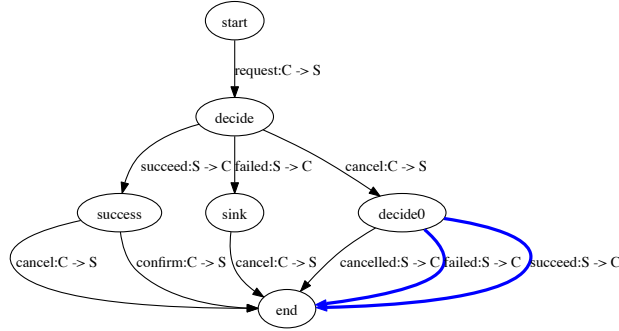 start
request:C -> S
decide
succeed:S -> C
failed:S -> C
cancel:C -> S
success
sink
decide0
cancel:C -> S
confirm:C -> S
cancel:C -> S
cancelled:S -> C
failed:S -> C
succeed:S -> C
end